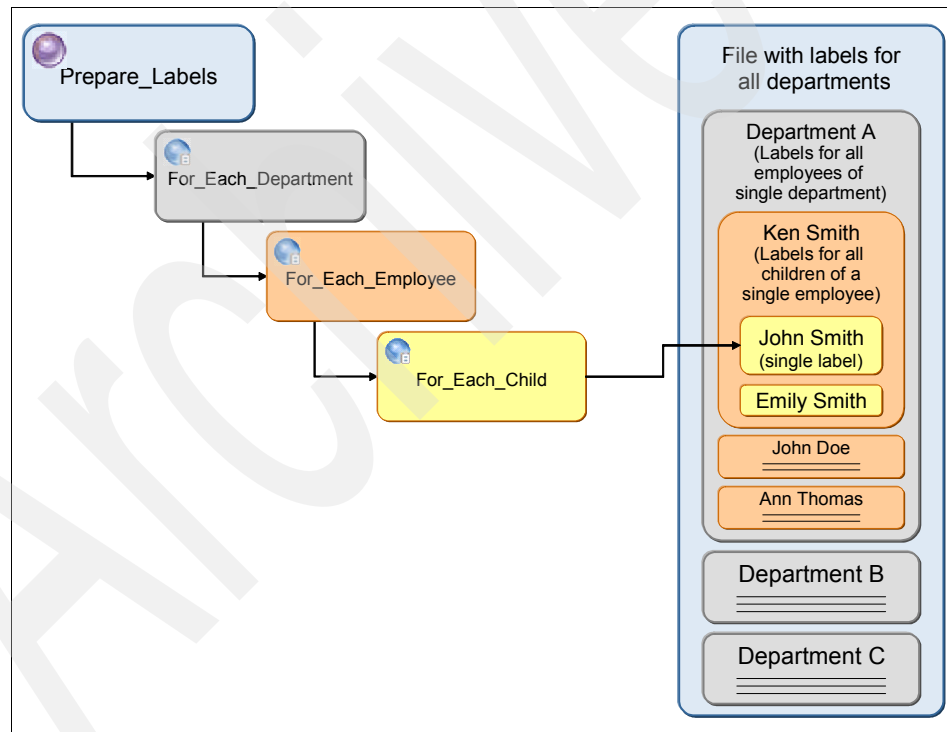 Prepare_Labels
For_Each_Department
For_Each_Employee
For_Each_Child
File with labels for
all departments
Department A
(Labels for all
employees of
single department)
Ken Smith
(Labels for all
children of a
single employee)
John Smith
(single label)
Emily Smith
John Doe
Ann Thomas
Department B
Department C
Archive